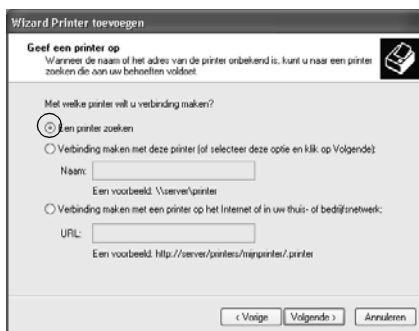 Wizard Printer toevoegen
Geef een printer op
Wanneer de naam of het adres van de printer onbekend is, kunt u naar een printer
zoeken die aan uw behoeften voldoet.
Met welke printer wilt u verbinding maken?
Een printer zoeken
Verbinding maken met deze printer (of selecteer deze optie en klik op Volgende):
Naam:
Een voorbeeld: \\server\printer
Verbinding maken met een printer op het Internet of in uw thuis- of bedrijfsnetwerk:
URL:
Een voorbeeld: http://server/printers/mijnprinter/.printer
< Vorige Volgende > Annuleren